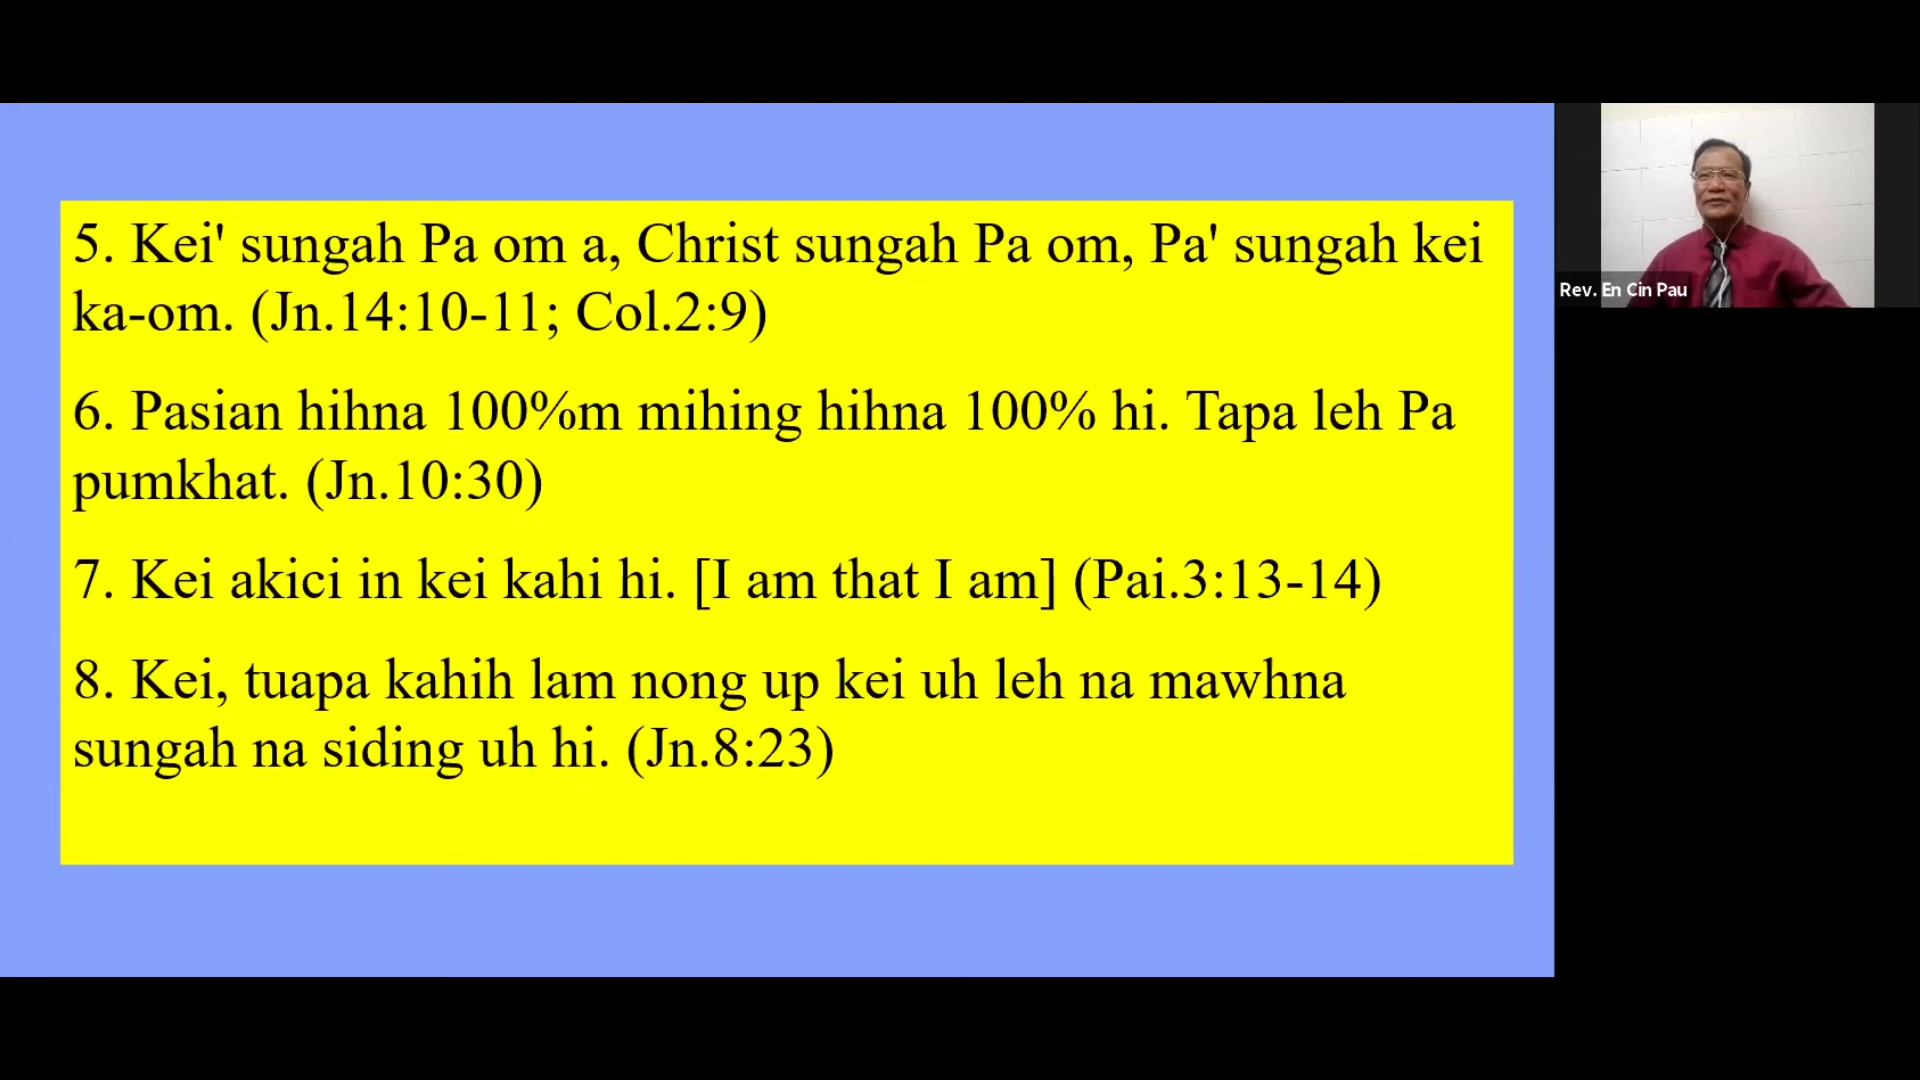 5. Kei' sungah Pa om a, Christ sungah Pa om, Pa' sungah kei
ka-om. (Jn.14:10-11; Col.2:9)
6. Pasian hihna 100%m mihing hihna 100% hi. Tapa leh Pa
pumkhat. (Jn.10:30)
7. Kei akici in kei kahi hi. [I am that I am] (Pai.3:13-14)
8. Kei, tuapa kahih lam nong up kei uh leh na mawhna
sungah na siding uh hi. (Jn.8:23)
Rev. En Cin Pau